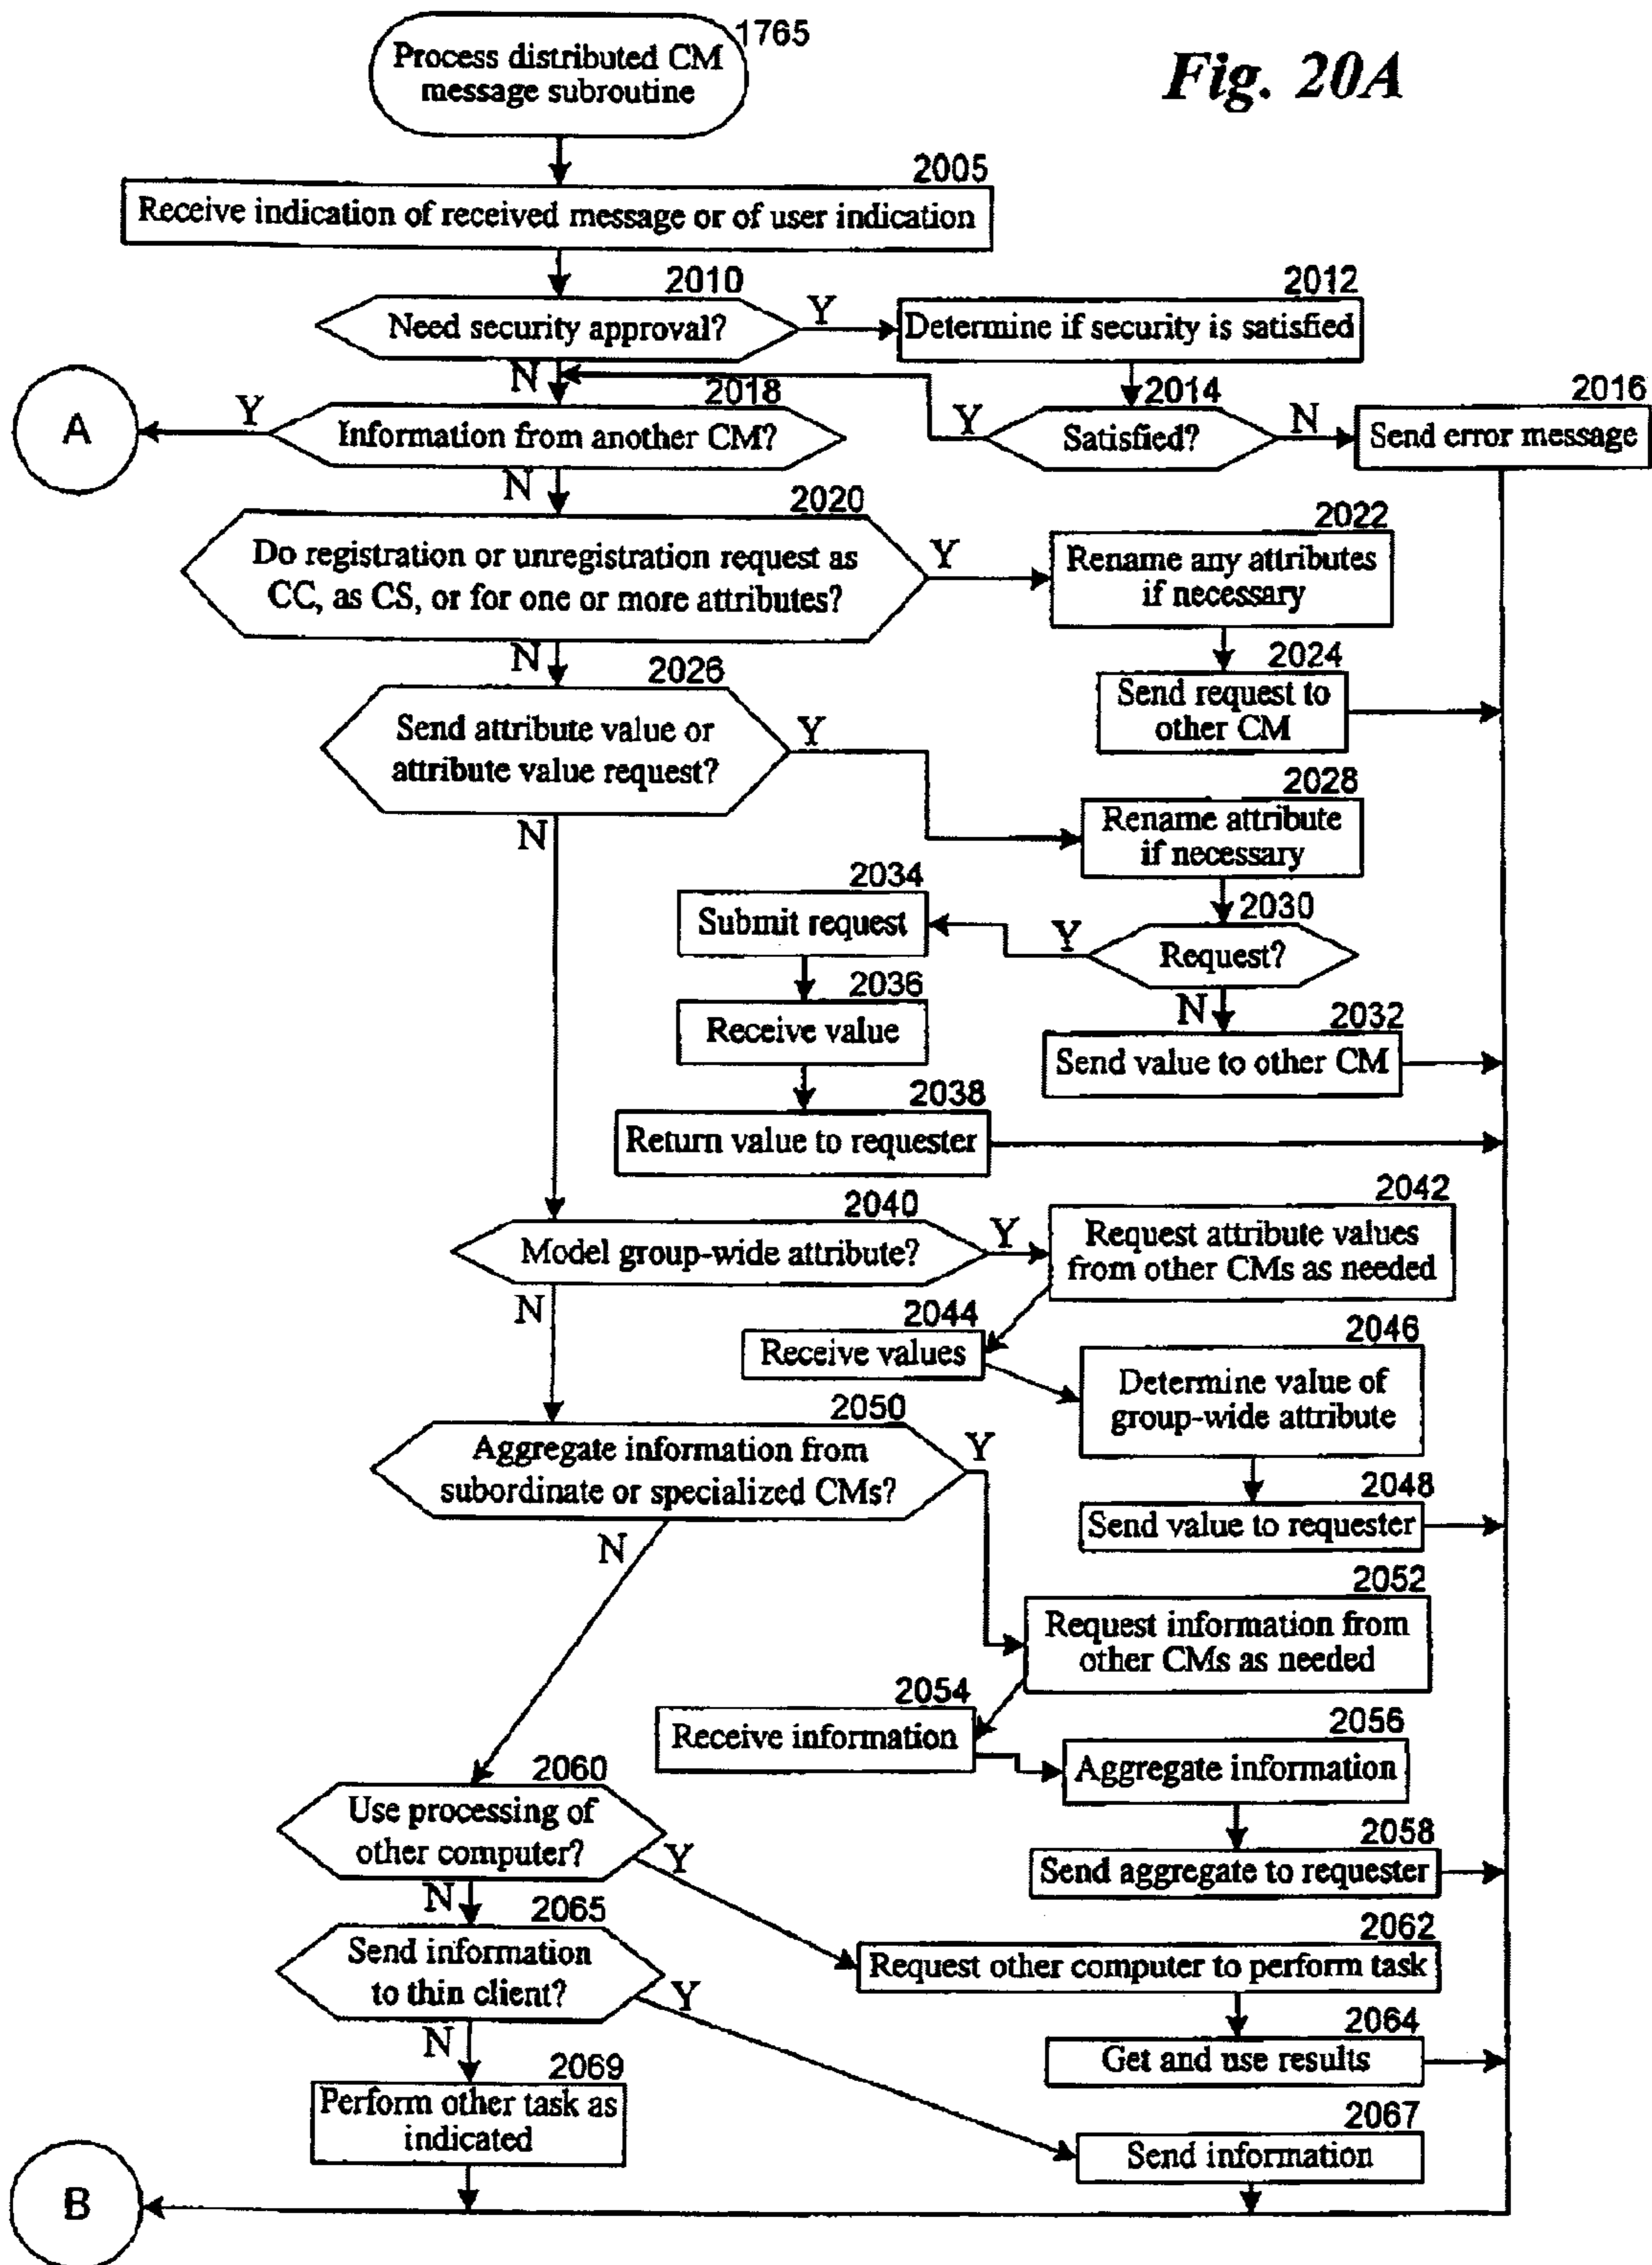 1765
Process distributed CM
message subroutine
Fig. 20A
2005
Receive indication of received message or of user indication
2010
Need security approval?
Y
2012
Determine if security is satisfied
N
2018
Information from another CM?
Y
A
2014
Satisfied?
Y
N
2016
Send error message
N
2020
Do registration or unregistration request as
CC, as CS, or for one or more attributes?
Y
2022
Rename any attributes
if necessary
2024
Send request to
other CM
N
2026
Send attribute value or
attribute value request?
Y
2028
Rename attribute
if necessary
2030
Request?
Y
2034
Submit request
2036
Receive value
N
2032
Send value to other CM
2038
Return value to requester
N
2040
Model group-wide attribute?
Y
2042
Request attribute values
from other CMs as needed
2044
Receive values
2046
Determine value of
group-wide attribute
2048
Send value to requester
N
2050
Aggregate information from
subordinate or specialized CMs?
Y
2052
Request information from
other CMs as needed
2054
Receive information
2056
Aggregate information
2058
Send aggregate to requester
N
2060
Use processing of
other computer?
Y
2062
Request other computer to perform task
2064
Get and use results
N
2065
Send information
to thin client?
Y
2067
Send information
N
2069
Perform other task as
indicated
B